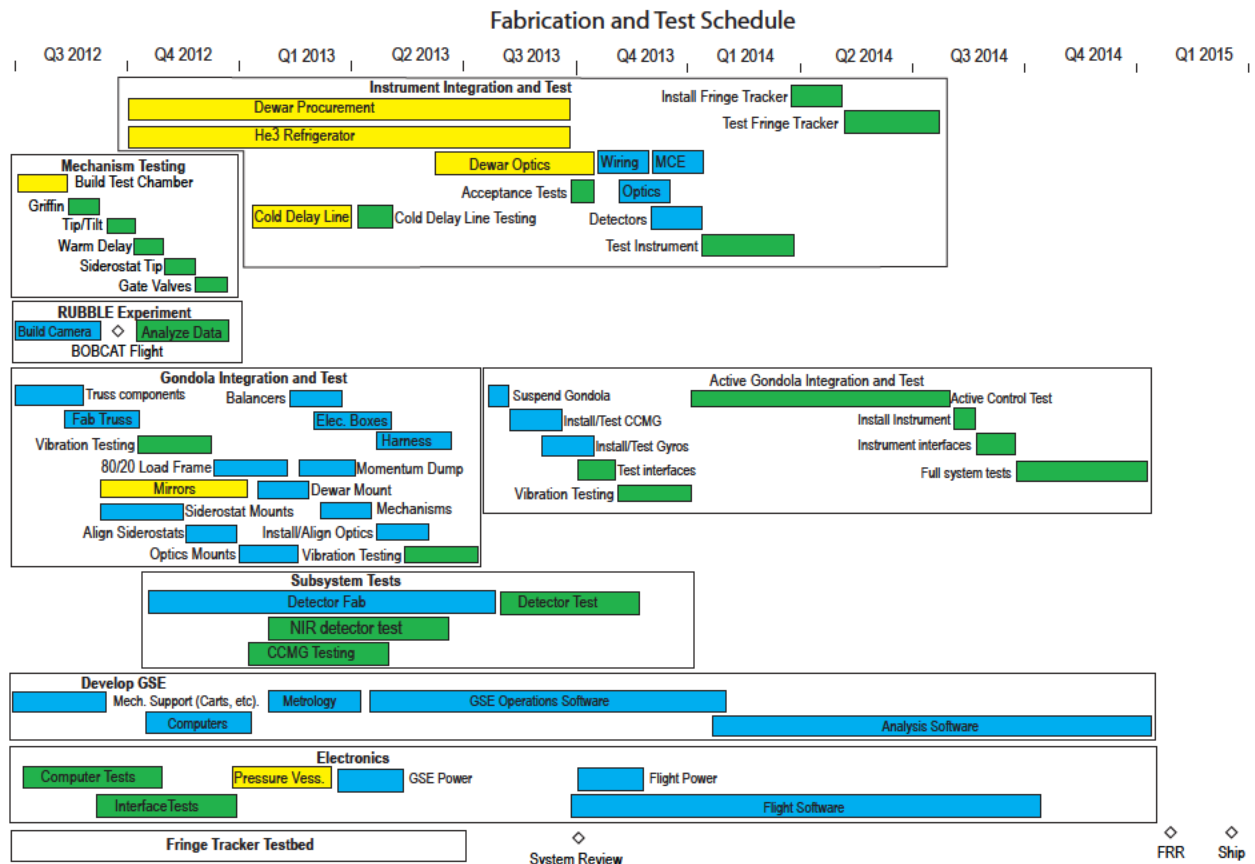 Fabrication and Test Schedule
Q3 2012 Q4 2012 Q1 2013 Q2 2013 Q3 2013 Q4 2013 Q1 2014 Q2 2014 Q3 2014 Q4 2014 Q1 2015
Instrument Integration and Test
Dewar Procurement
Install Fringe Tracker
He3 Refrigerator
Test Fringe Tracker
Dewar Optics
Wiring
MCE
Acceptance Tests
Optics
Cold Delay Line
Cold Delay Line Testing
Detectors
Test Instrument
Mechanism Testing
Build Test Chamber
Griffin
Tip/Tilt
Warm Delay
Siderostat Tip
Gate Valves
RUBBLE Experiment
Build Camera
Analyze Data
BOBCAT Flight
Gondola Integration and Test
Truss components
Balancers
Fab Truss
Elec. Boxes
Vibration Testing
Harness
80/20 Load Frame
Momentum Dump
Mirrors
Dewar Mount
Siderostat Mounts
Mechanisms
Align Siderostats
Install/Align Optics
Optics Mounts
Vibration Testing
Active Gondola Integration and Test
Suspend Gondola
Active Control Test
Install/Test CCMG
Install Instrument
Install/Test Gyros
Instrument interfaces
Test interfaces
Full system tests
Vibration Testing
Subsystem Tests
Detector Fab
Detector Test
NIR detector test
CCMG Testing
Develop GSE
Mech. Support (Carts, etc).
Metrology
GSE Operations Software
Computers
Analysis Software
Electronics
Computer Tests
Pressure Vess.
GSE Power
Flight Power
InterfaceTests
Flight Software
Fringe Tracker Testbed
System Review
FRR
Ship